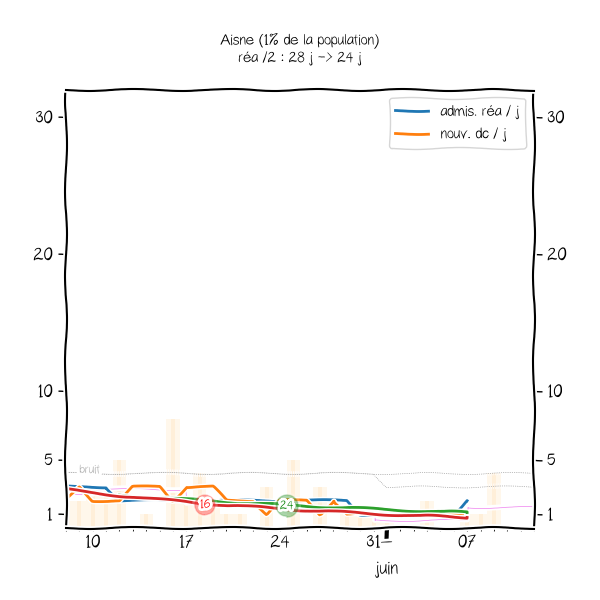 Aisne (1% de la population)
réa /2 : 28 j -> 24 j
admis. réa / j
nouv. dc / j
30 30
20 20
10 10
5 5
bruit
16 24
1 1
10 17 24 31 07
juin